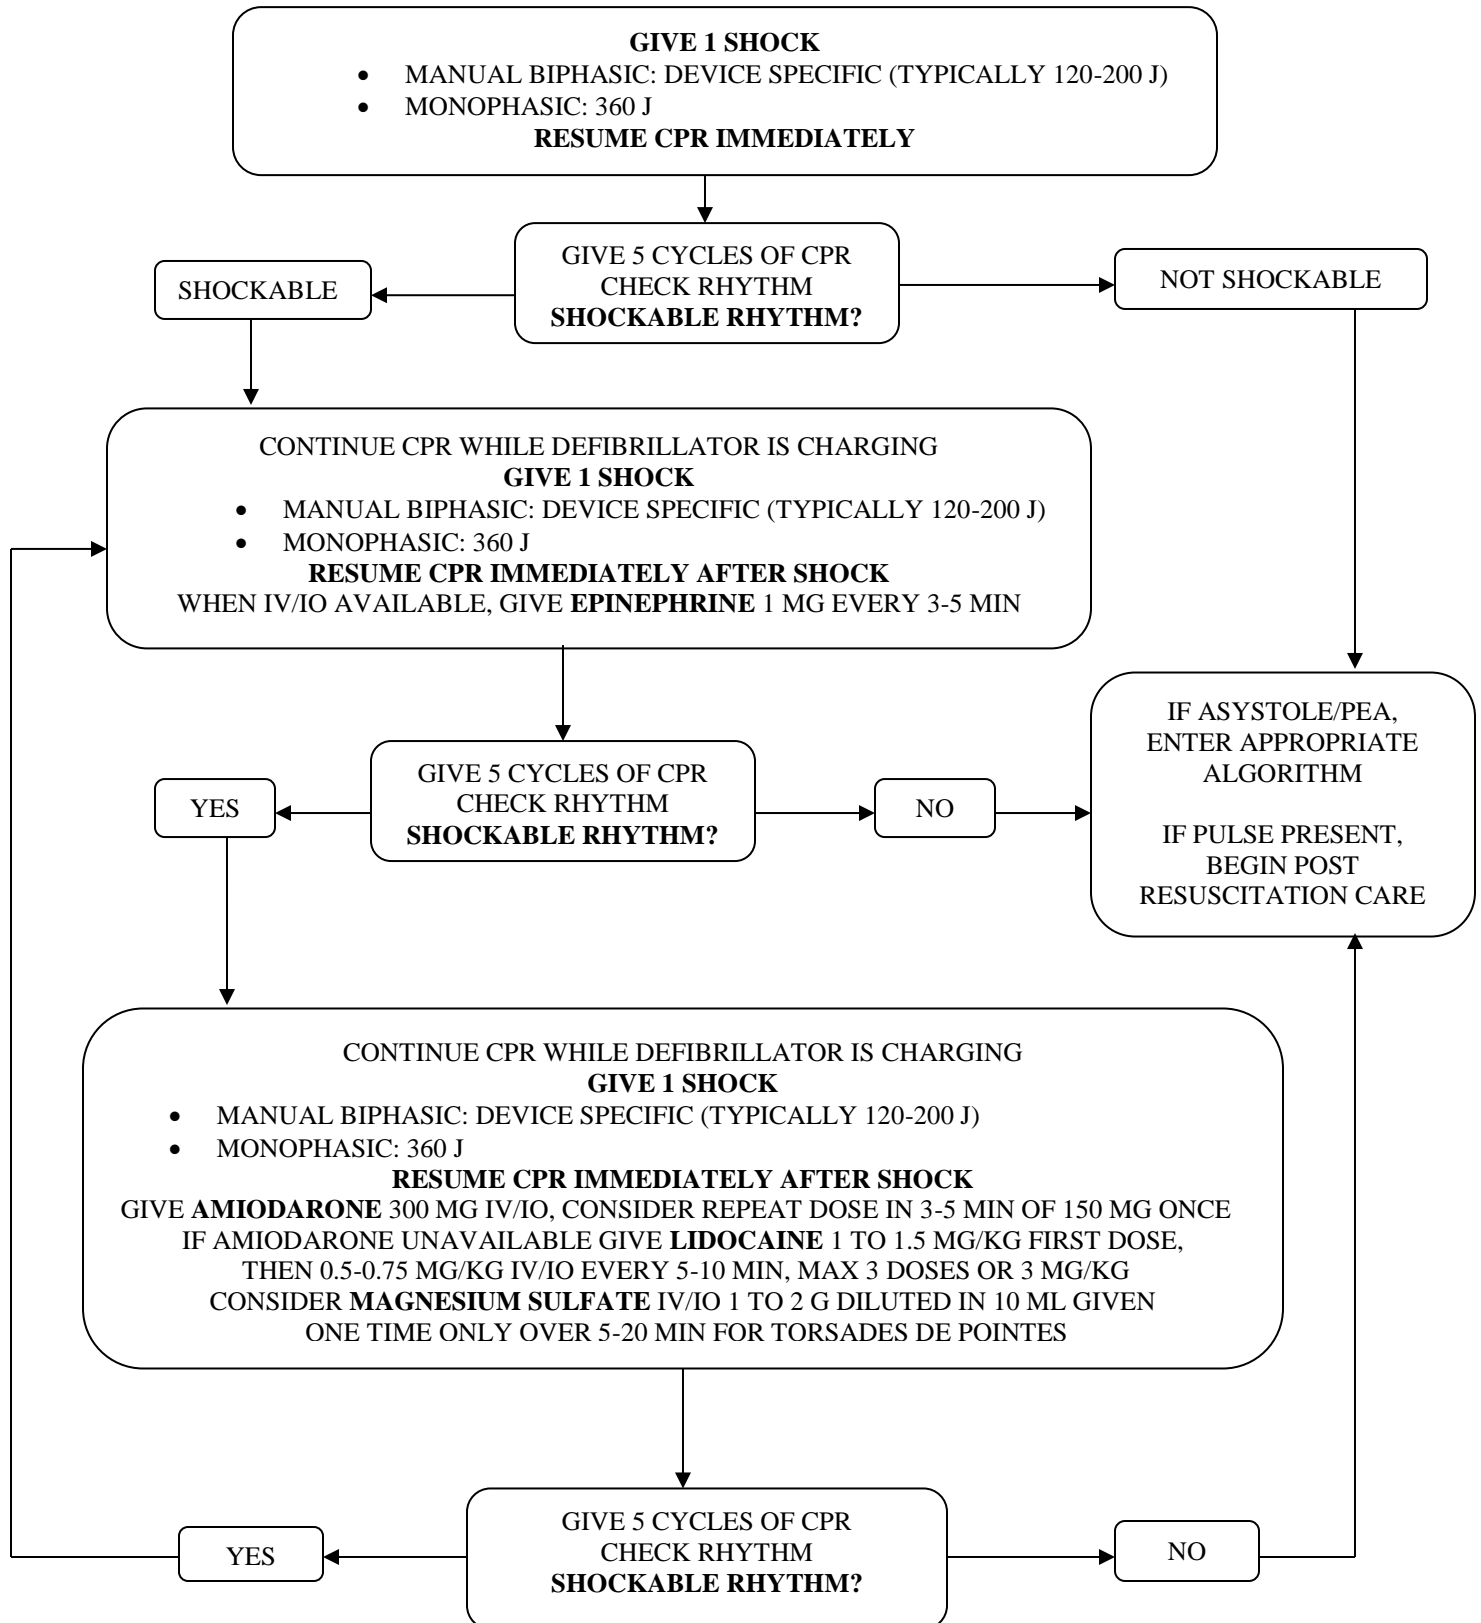 GIVE 1 SHOCK
• MANUAL BIPHASIC: DEVICE SPECIFIC (TYPICALLY 120-200 J)
• MONOPHASIC: 360 J
RESUME CPR IMMEDIATELY
GIVE 5 CYCLES OF CPR
CHECK RHYTHM
SHOCKABLE RHYTHM?
SHOCKABLE
NOT SHOCKABLE
CONTINUE CPR WHILE DEFIBRILLATOR IS CHARGING
GIVE 1 SHOCK
• MANUAL BIPHASIC: DEVICE SPECIFIC (TYPICALLY 120-200 J)
• MONOPHASIC: 360 J
RESUME CPR IMMEDIATELY AFTER SHOCK
WHEN IV/IO AVAILABLE, GIVE EPINEPHRINE 1 MG EVERY 3-5 MIN
IF ASYSTOLE/PEA,
ENTER APPROPRIATE
ALGORITHM
IF PULSE PRESENT,
BEGIN POST
RESUSCITATION CARE
GIVE 5 CYCLES OF CPR
CHECK RHYTHM
SHOCKABLE RHYTHM?
YES
NO
CONTINUE CPR WHILE DEFIBRILLATOR IS CHARGING
GIVE 1 SHOCK
• MANUAL BIPHASIC: DEVICE SPECIFIC (TYPICALLY 120-200 J)
• MONOPHASIC: 360 J
RESUME CPR IMMEDIATELY AFTER SHOCK
GIVE AMIODARONE 300 MG IV/IO, CONSIDER REPEAT DOSE IN 3-5 MIN OF 150 MG ONCE
IF AMIODARONE UNAVAILABLE GIVE LIDOCAINE 1 TO 1.5 MG/KG FIRST DOSE,
THEN 0.5-0.75 MG/KG IV/IO EVERY 5-10 MIN, MAX 3 DOSES OR 3 MG/KG
CONSIDER MAGNESIUM SULFATE IV/IO 1 TO 2 G DILUTED IN 10 ML GIVEN
ONE TIME ONLY OVER 5-20 MIN FOR TORSADES DE POINTES
GIVE 5 CYCLES OF CPR
CHECK RHYTHM
SHOCKABLE RHYTHM?
YES
NO